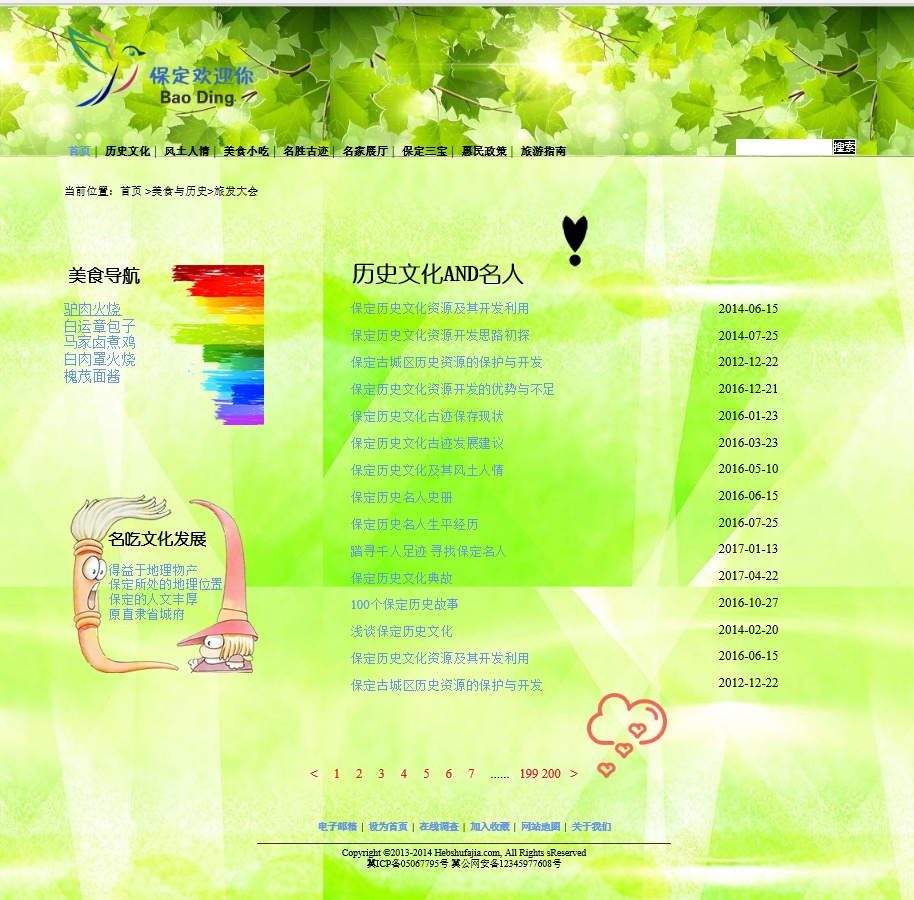 保定欢迎你
Bao Ding
首页 | 历史文化 | 风土人情 | 美食小吃 | 名胜古迹 | 名家展厅 | 保定三宝 | 惠民政策 | 旅游指南
搜索
当前位置：首页 >美食与历史>旅发大会
美食导航
驴肉火烧
白运章包子
马家卤煮鸡
白肉罩火烧
槐茂面酱
名吃文化发展
得益于地理物产
保定所处的地理位置
保定的人文丰厚
原直隶省城府
历史文化AND名人
保定历史文化资源及其开发利用 2014-06-15
保定历史文化资源开发思路初探 2014-07-25
保定古城区历史资源的保护与开发 2012-12-22
保定历史文化资源开发的优势与不足 2016-12-21
保定历史文化古迹保存现状 2016-01-23
保定历史文化古迹发展建议 2016-03-23
保定历史文化及其风土人情 2016-05-10
保定历史名人史册 2016-06-15
保定历史名人生平经历 2016-07-25
踏寻千人足迹 寻找保定名人 2017-01-13
保定历史文化典故 2017-04-22
100个保定历史故事 2016-10-27
浅谈保定历史文化 2014-02-20
保定历史文化资源及其开发利用 2016-06-15
保定古城区历史资源的保护与开发 2012-12-22
< 1 2 3 4 5 6 7 ...... 199 200 >
电子邮箱 | 设为首页 | 在线调查 | 加入收藏 | 网站地图 | 关于我们
Copyright ©2013-2014 Hebshufajia.com, All Rights sReserved
冀ICP备05067795号 冀公网安备12345977608号